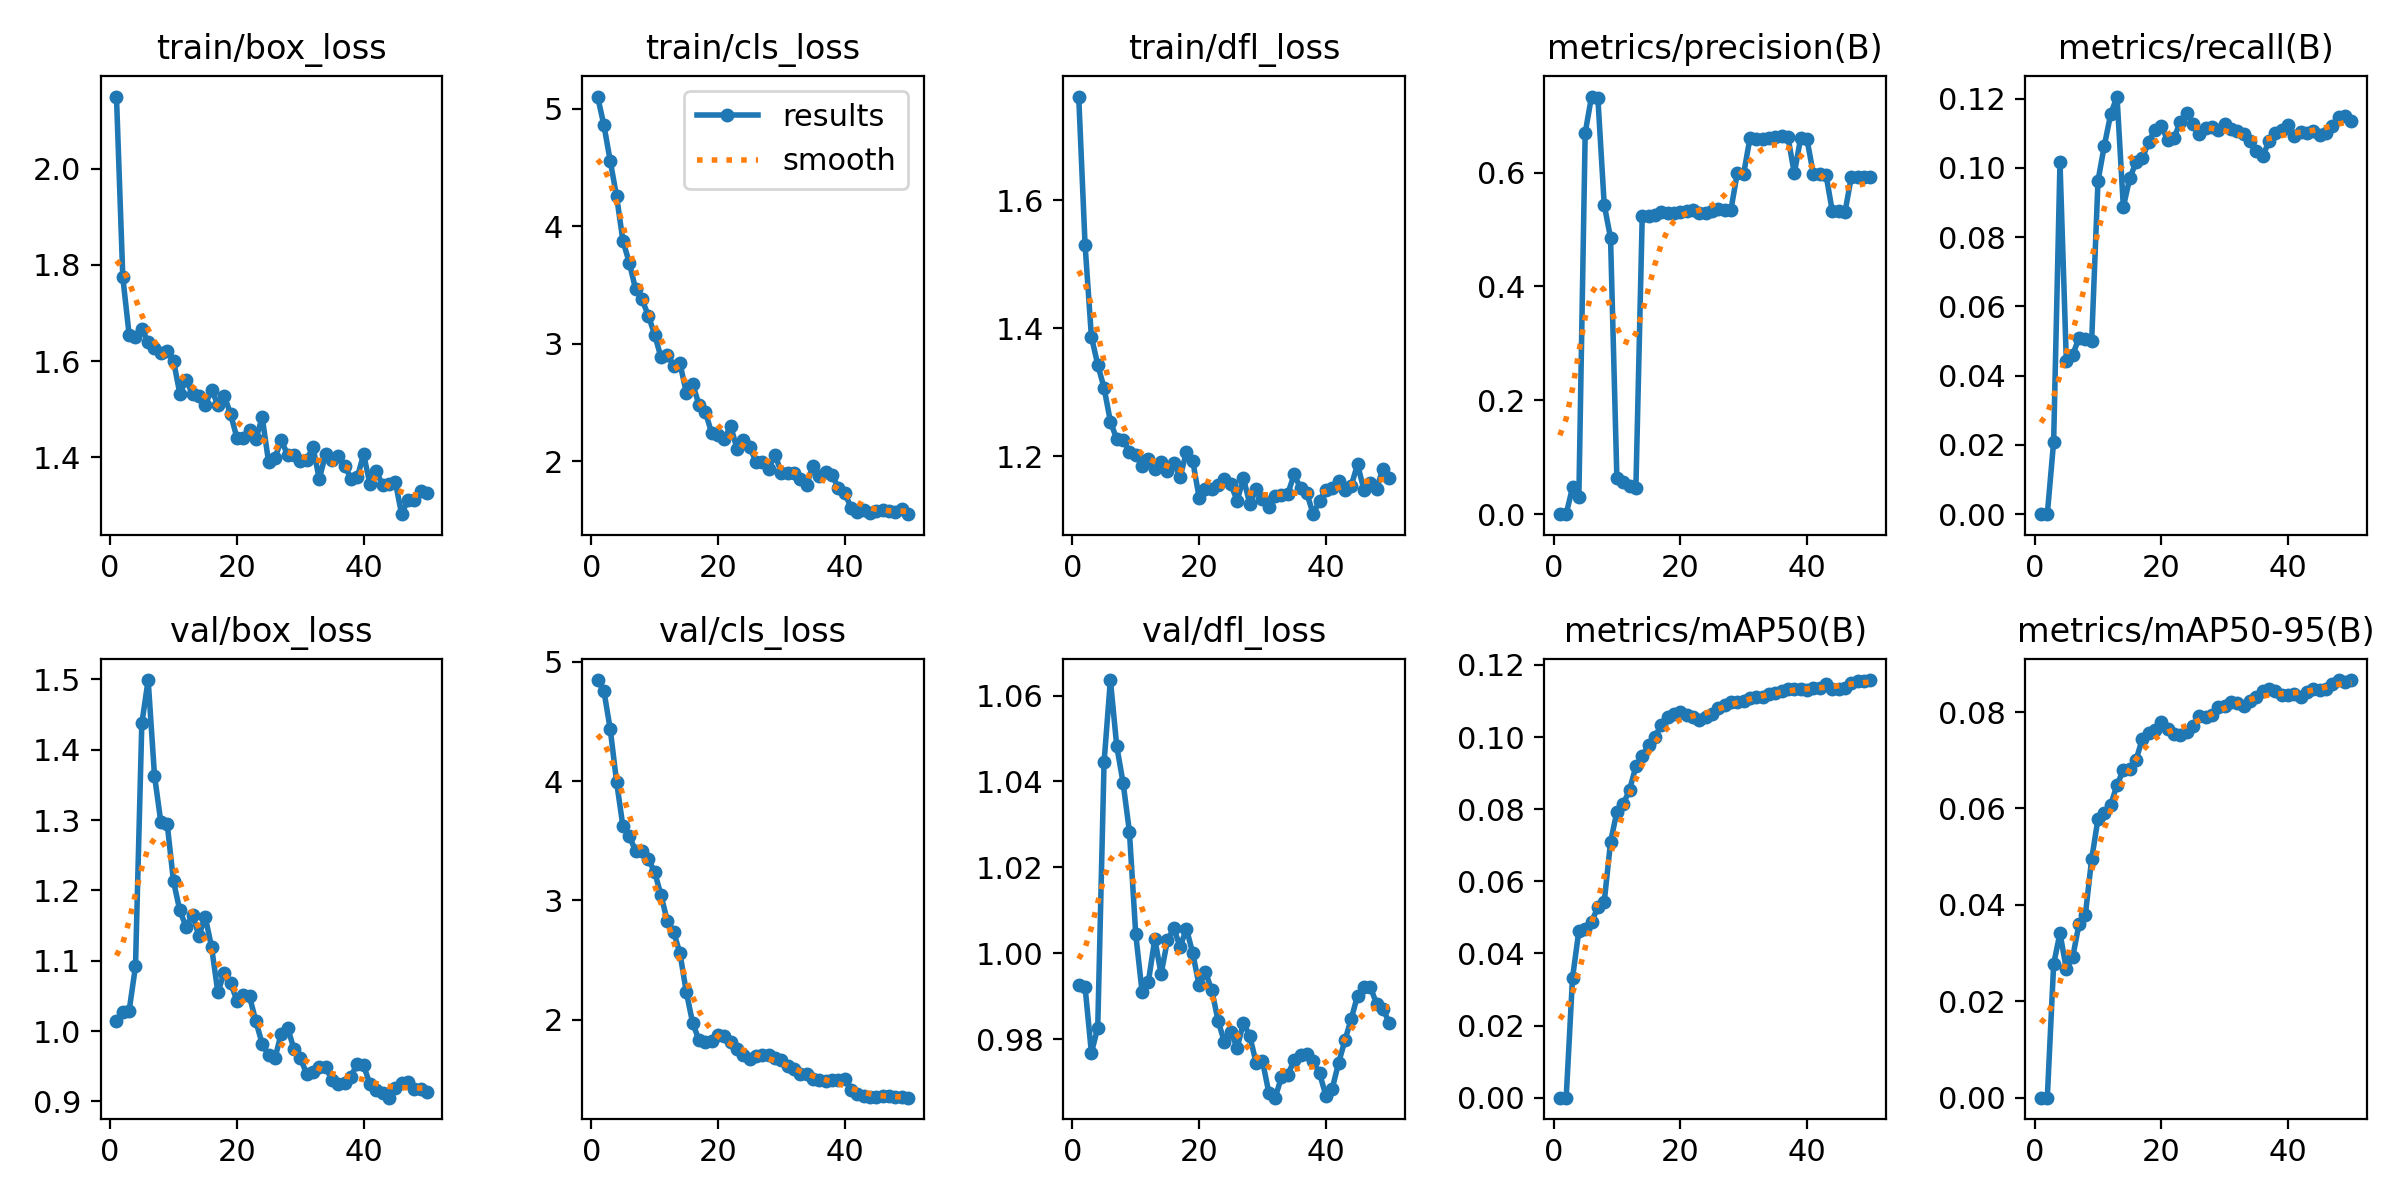 train/box_loss
train/cls_loss
train/dfl_loss
metrics/precision(B)
metrics/recall(B)
2.0
1.8
1.6
1.4
0 20 40
5
4
3
2
0 20 40
results
smooth
1.6
1.4
1.2
0 20 40
0.6
0.4
0.2
0.0
0 20 40
0.12
0.10
0.08
0.06
0.04
0.02
0.00
0 20 40
val/box_loss
val/cls_loss
val/dfl_loss
metrics/mAP50(B)
metrics/mAP50-95(B)
1.5
1.4
1.3
1.2
1.1
1.0
0.9
0 20 40
5
4
3
2
0 20 40
1.06
1.04
1.02
1.00
0.98
0 20 40
0.12
0.10
0.08
0.06
0.04
0.02
0.00
0 20 40
0.08
0.06
0.04
0.02
0.00
0 20 40